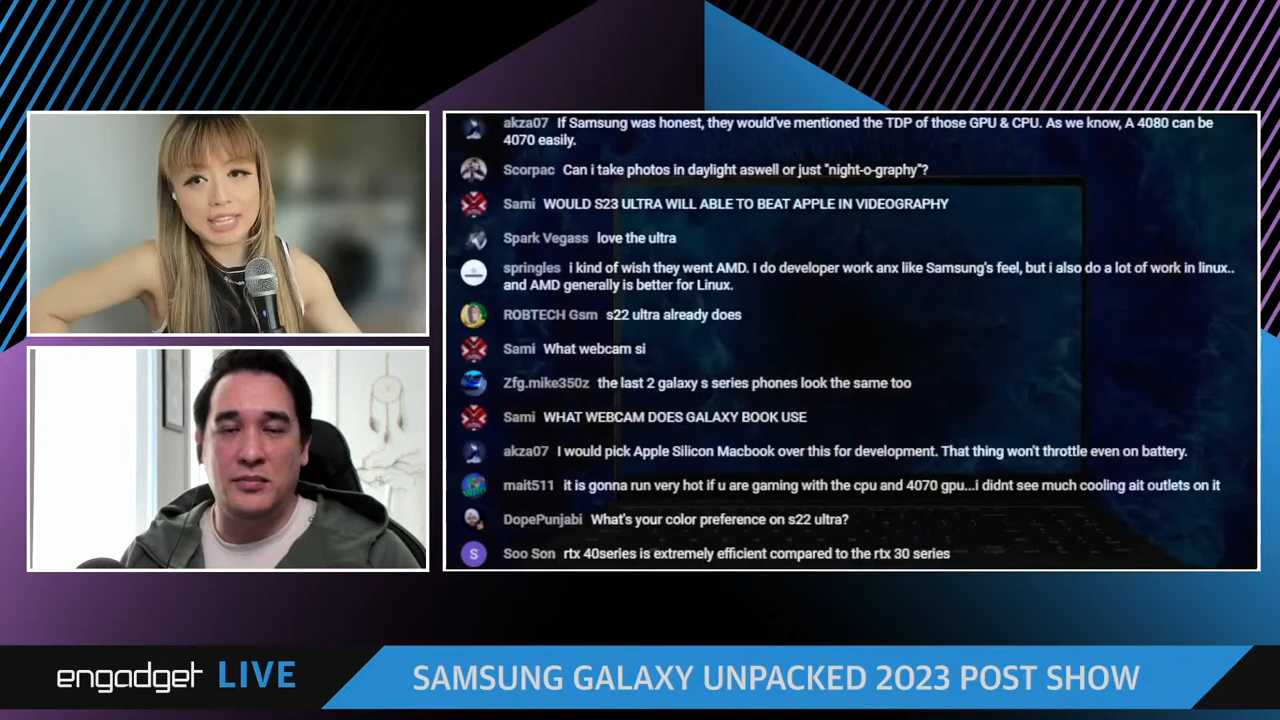 akza07 If Samsung was honest, they would've mentioned the TDP of those GPU & CPU. As we know, A 4080 can be
4070 easily.
Scorpac Can i take photos in daylight aswell or just "night-o-graphy"?
Sami WOULD S23 ULTRA WILL ABLE TO BEAT APPLE IN VIDEOGRAPHY
Spark Vegass love the ultra
springles i kind of wish they went AMD. I do developer work anx like Samsung's feel, but i also do a lot of work in linux..
and AMD generally is better for Linux.
ROBTECH Gsm s22 ultra already does
Sami What webcam si
Zfg.mike350z the last 2 galaxy s series phones look the same too
Sami WHAT WEBCAM DOES GALAXY BOOK USE
akza07 I would pick Apple Silicon Macbook over this for development. That thing won't throttle even on battery.
mait511 it is gonna run very hot if u are gaming with the cpu and 4070 gpu...i didnt see much cooling ait outlets on it
DopePunjabi What's your color preference on s22 ultra?
S Soo Son rtx 40series is extremely efficient compared to the rtx 30 series
engadget LIVE SAMSUNG GALAXY UNPACKED 2023 POST SHOW